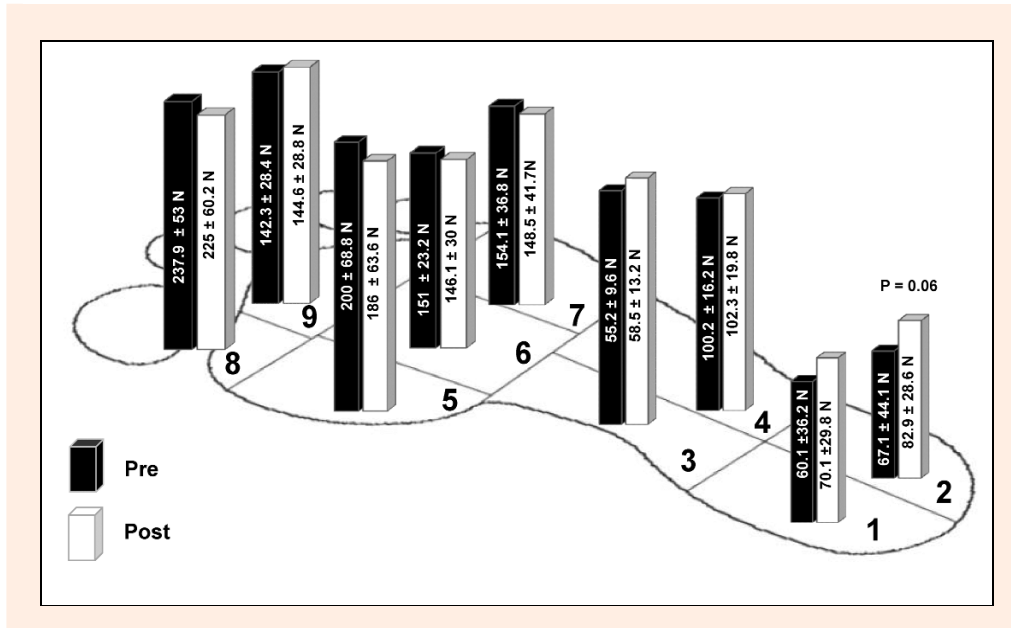 237.9 ± 53 N
225 ± 60.2 N
142.3 ± 28.4 N
144.6 ± 28.8 N
200 ± 68.8 N
186 ± 63.6 N
151 ± 23.2 N
146.1 ± 30 N
154.1 ± 36.8 N
148.5 ± 41.7N
55.2 ± 9.6 N
58.5 ± 13.2 N
100.2 ± 16.2 N
102.3 ± 19.8 N
60.1 ±36.2 N
70.1 ±29.8 N
P = 0.06
67.1 ± 44.1 N
82.9 ± 28.6 N
9
8
7
6
5
4
3
2
1
Pre
Post